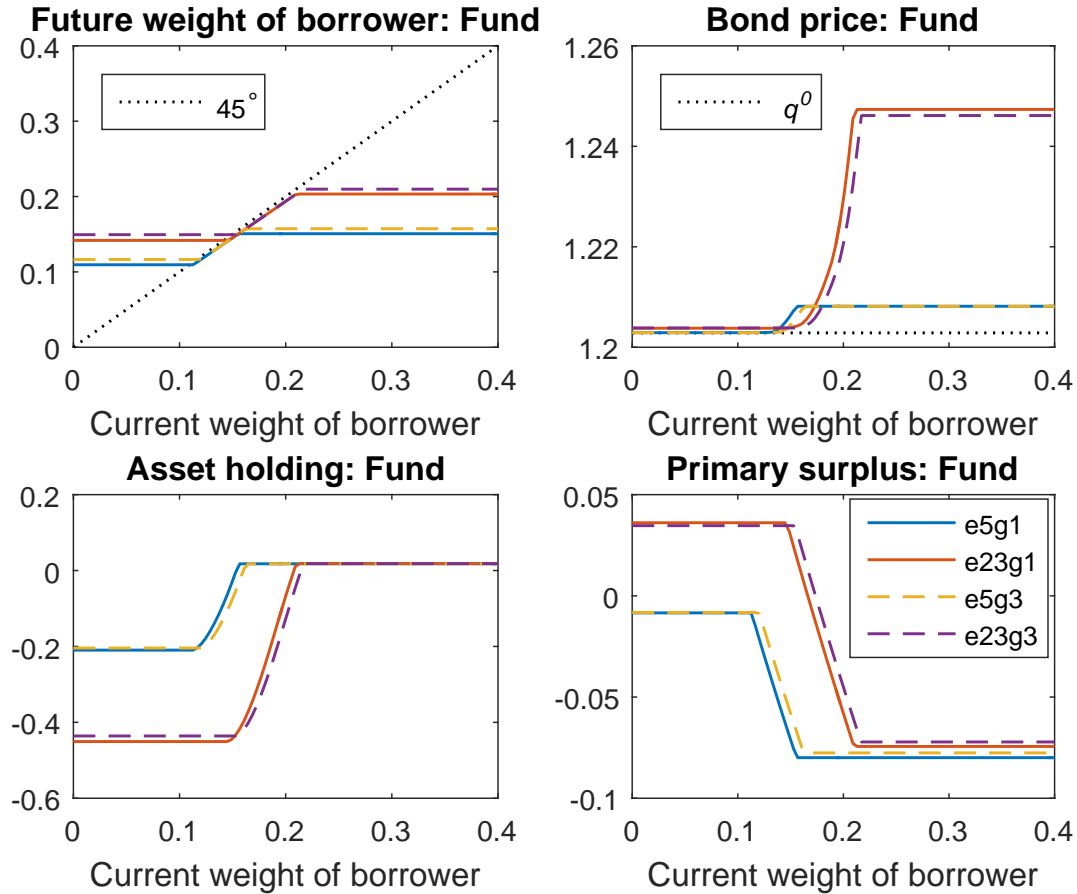 Future weight of borrower: Fund
0.4
0.3
0.2
0.1
0
45°
0 0.1 0.2 0.3 0.4
Current weight of borrower
Bond price: Fund
1.26
1.24
1.22
1.2
q⁰
0 0.1 0.2 0.3 0.4
Current weight of borrower
Asset holding: Fund
0.2
0
-0.2
-0.4
-0.6
0 0.1 0.2 0.3 0.4
Current weight of borrower
Primary surplus: Fund
0.05
0
-0.05
-0.1
e5g1
e23g1
e5g3
e23g3
0 0.1 0.2 0.3 0.4
Current weight of borrower